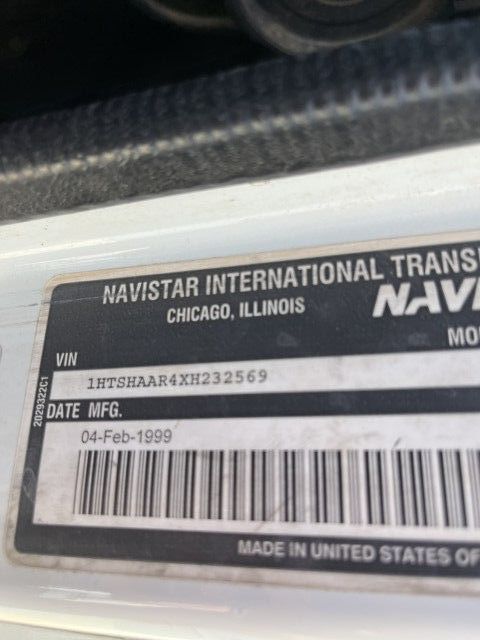 NAVISTAR INTERNATIONAL TRANS
CHICAGO, ILLINOIS
NAVI
MO
VIN
1HTSHAAR4XH232569
2029322C1
DATE MFG.
04-Feb-1999
MADE IN UNITED STATES OF